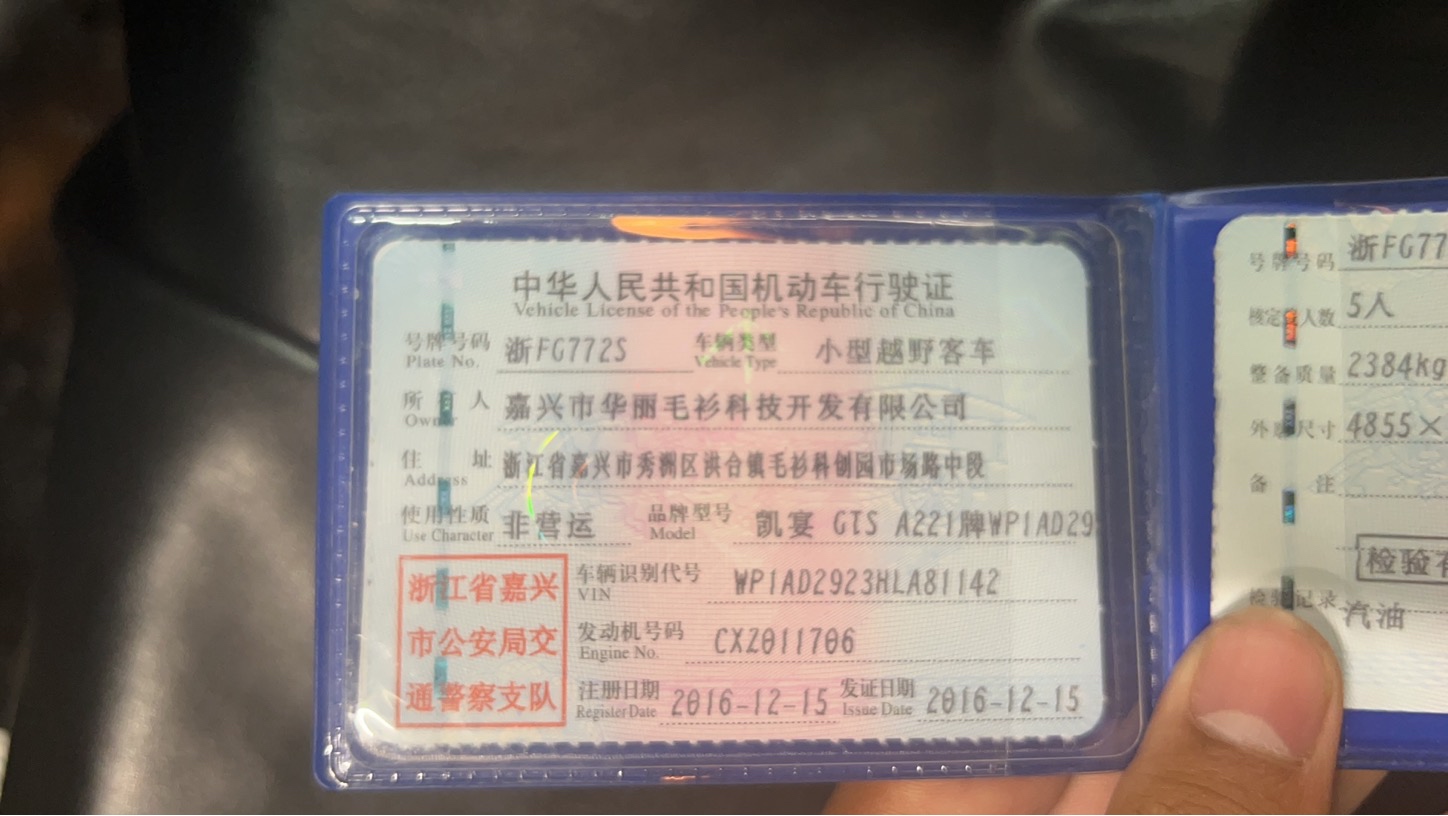 中华人民共和国机动车行驶证
Vehicle License of the People's Republic of China
号牌号码 浙FG772S 车辆类型 小型越野客车
Plate No. Vehicle Type
所有人 嘉兴市华丽毛衫科技开发有限公司
Owner
住址 浙江省嘉兴市秀洲区洪合镇毛衫科创园市场路中段
Address
使用性质 非营运 品牌型号 凯宴 GTS A221牌WP1AD29
Use Character Model
浙江省嘉兴
市公安局交
通警察支队
车辆识别代号 WP1AD2923HLA81142
VIN
发动机号码 CXZ011706
Engine No.
注册日期 2016-12-15 发证日期 2016-12-15
Register Date Issue Date
号牌号码 浙FG77
核定载人数 5人
整备质量 2384kg
外廓尺寸 4855×
备注
检验
检验记录 汽油